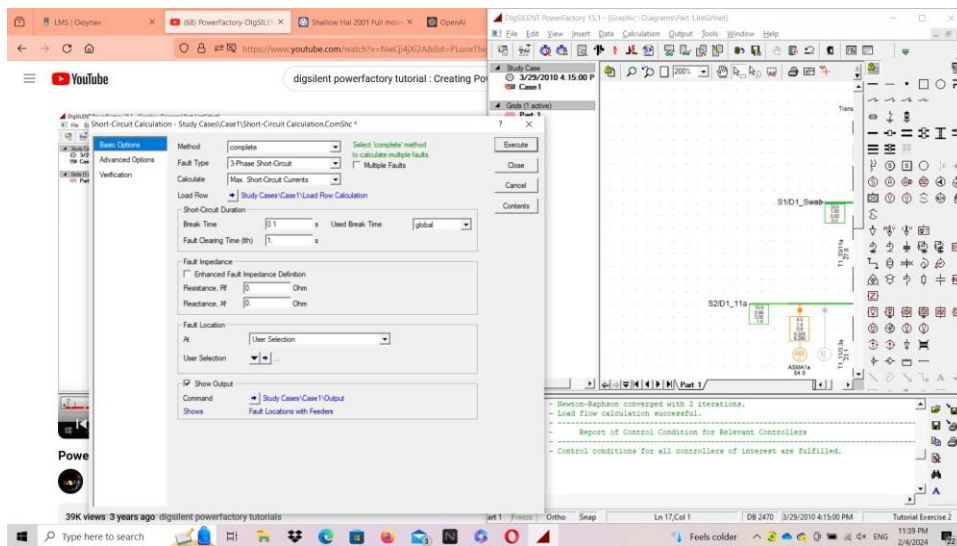 LMS | Окутам
(68) Powerfactory-DIgSILE
Shallow Hal 2001 Full movi
OpenAI
https://www.youtube.com/watch?v=NwCji4jXi2A&list=PLuoxThi
YouTube
digsilent powerfactory tutorial : Creating Po
DIgSILENT PowerFactory 15.1 - [Graphic : Diagrams\Part 1.IntGrfnet]
File Edit View Insert Data Calculation Output Tools Window Help
200%
Study Case
3/29/2010 4:15:00 P
Case1
Grids (1 active)
Part 1
Trans
Short-Circuit Calculation - Study Cases\Case1\Short-Circuit Calculation.ComShc *
? ×
Basic Options
Advanced Options
Verification
Method complete
Select 'complete' method
to calculate multiple faults
Fault Type 3-Phase Short-Circuit
Multiple Faults
Calculate Max. Short-Circuit Currents
Load Flow Study Cases\Case1\Load Flow Calculation
Execute
Close
Cancel
Contents
Short-Circuit Duration
Break Time 0.1 s Used Break Time global
Fault Clearing Time (Ith) 1. s
Fault Impedance
Enhanced Fault Impedance Definition
Resistance, Rf 0. Ohm
Reactance, Xf 0. Ohm
Fault Location
At User Selection
User Selection ...
Show Output
Command Study Cases\Case1\Output
Shows Fault Locations with Feeders
S1/D1_Swab
S2/D1_11a
ASMA1a
84.9
Part 1
- Newton-Raphson converged with 2 iterations.
- Load flow calculation successful.
- Report of Control Condition for Relevant Controllers
- Control conditions for all controllers of interest are fulfilled.
Powe
39K views 3 years ago digsilent powerfactory tutorials
art 1 Freeze Ortho Snap Ln 17,Col 1 DB 2470 3/29/2010 4:15:00 PM Tutorial Exercise 2
Type here to search
Feels colder
ENG
11:39 PM
2/4/2024
22